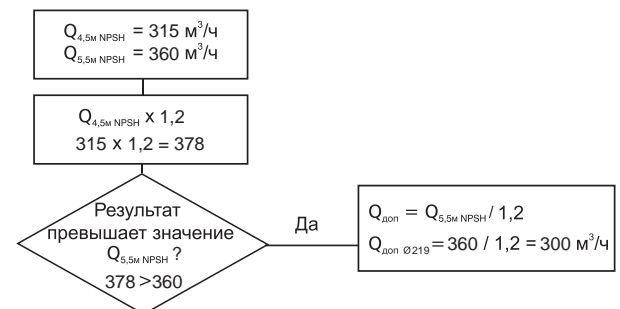 Q4,5м NPSH = 315 м³/ч
Q5,5м NPSH = 360 м³/ч
Q4,5м NPSH x 1,2
315 x 1,2 = 378
Результат
превышает значение
Q5,5м NPSH ?
378 >360
Да
Qдоп = Q5,5м NPSH / 1,2
Qдоп Ø219 = 360 / 1,2 = 300 м³/ч